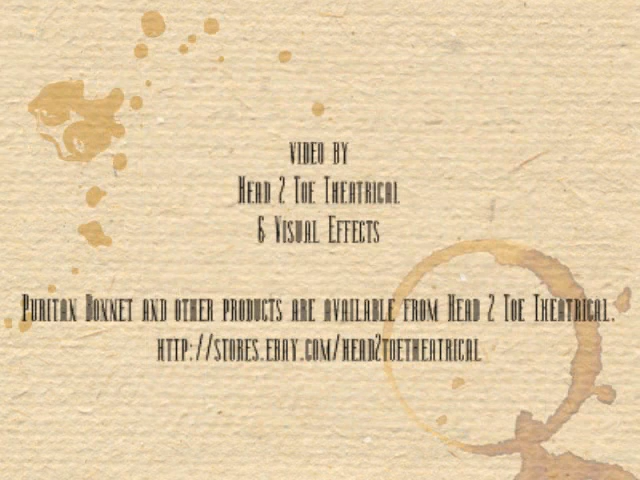 video by
Head 2 Toe Theatrical
& Visual Effects
Puritan Bonnet and other products are available from Head 2 Toe Theatrical.
http://stores.ebay.com/head2toetheatrical